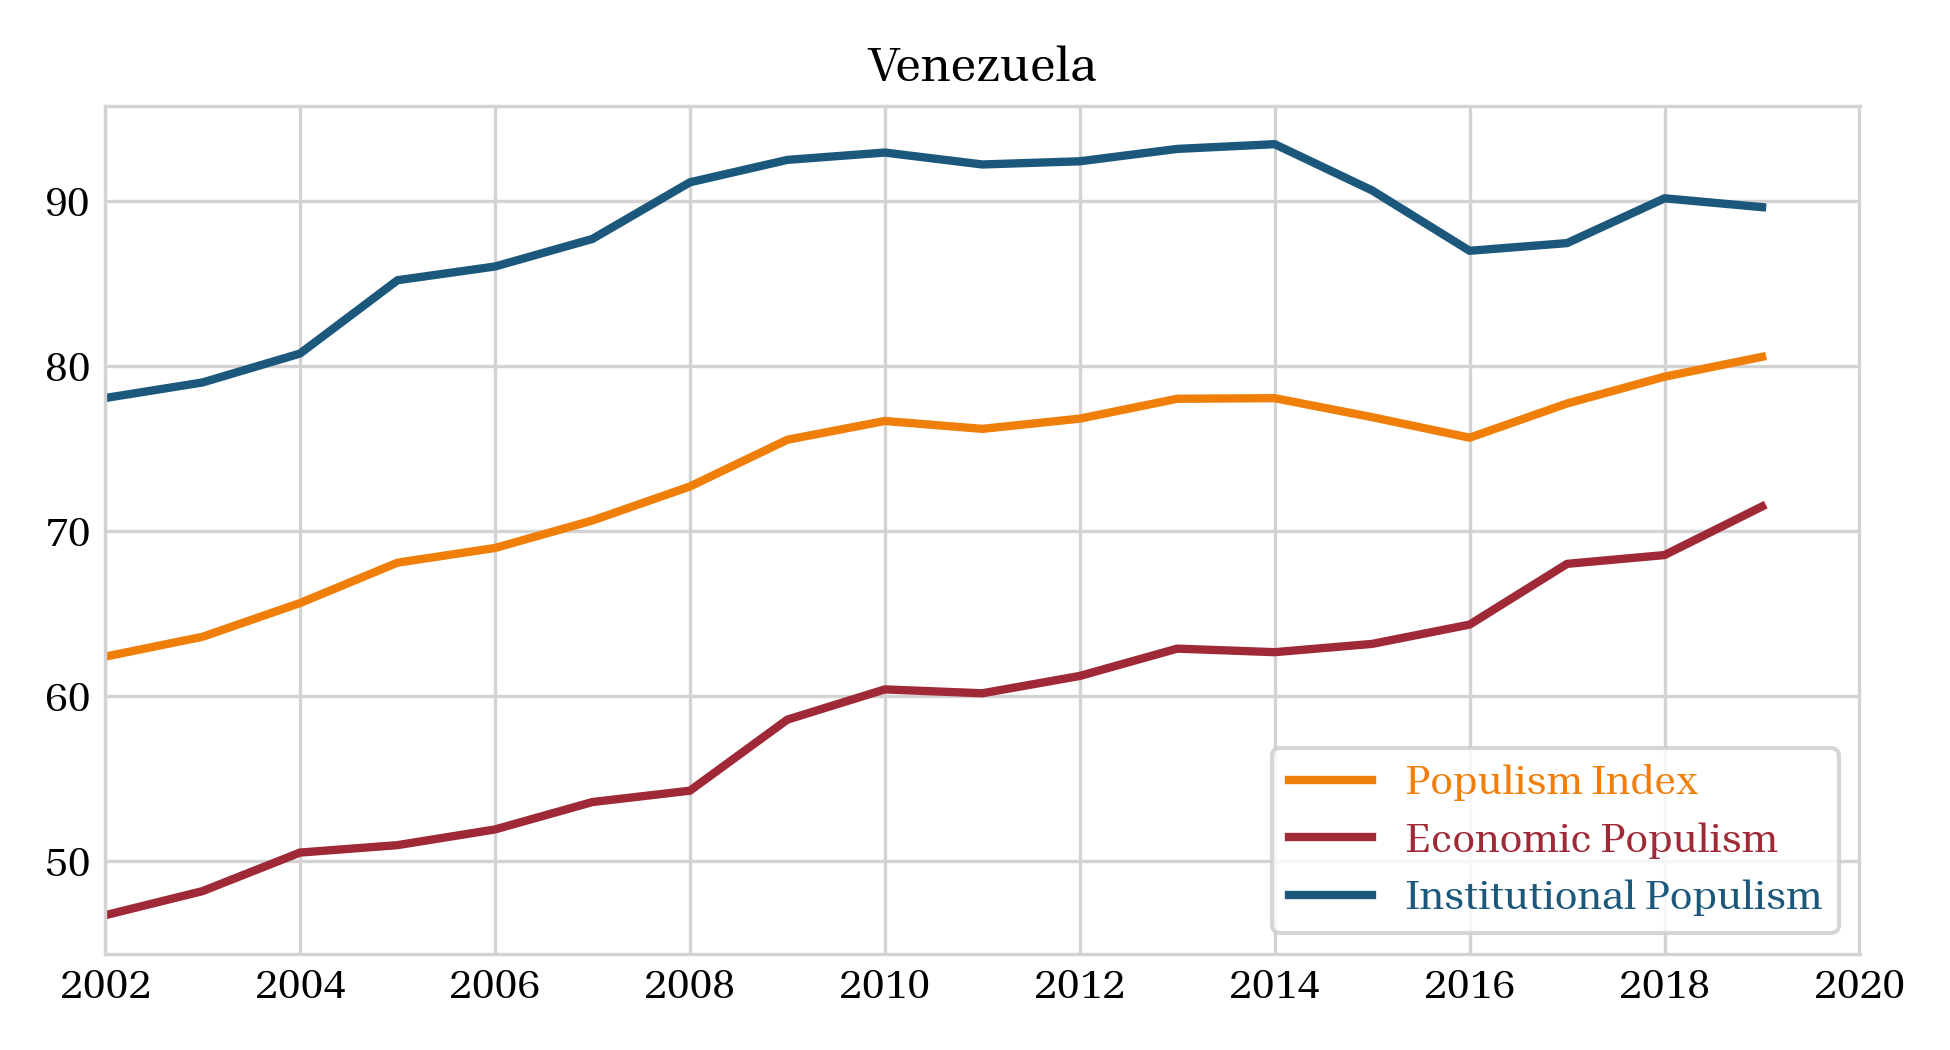 Venezuela
90
80
70
60
50
2002 2004 2006 2008 2010 2012 2014 2016 2018 2020
Populism Index
Economic Populism
Institutional Populism